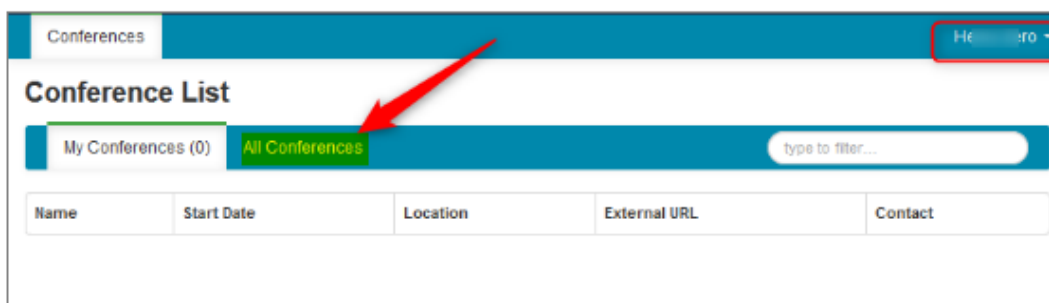 Conferences
Conference List
My Conferences (0) All Conferences type to filter...
Name Start Date Location External URL Contact